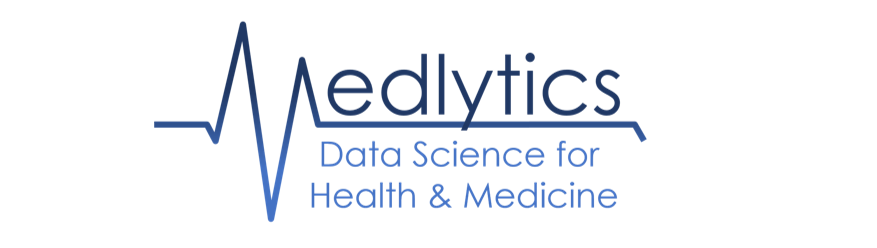 Medlytics
Data Science for
Health & Medicine